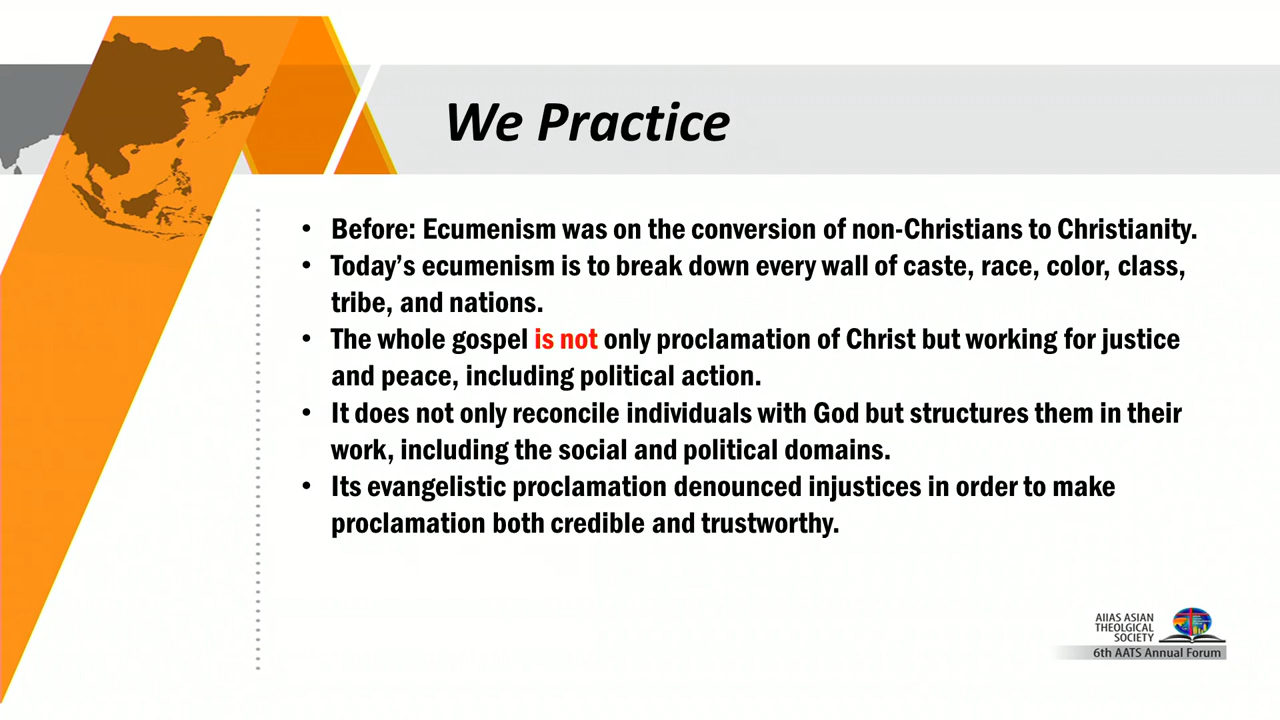 We Practice
• Before: Ecumenism was on the conversion of non-Christians to Christianity.
• Today's ecumenism is to break down every wall of caste, race, color, class,
tribe, and nations.
• The whole gospel is not only proclamation of Christ but working for justice
and peace, including political action.
• It does not only reconcile individuals with God but structures them in their
work, including the social and political domains.
• Its evangelistic proclamation denounced injustices in order to make
proclamation both credible and trustworthy.
AIIAS ASIAN
THEOLGICAL
SOCIETY
6th AATS Annual Forum